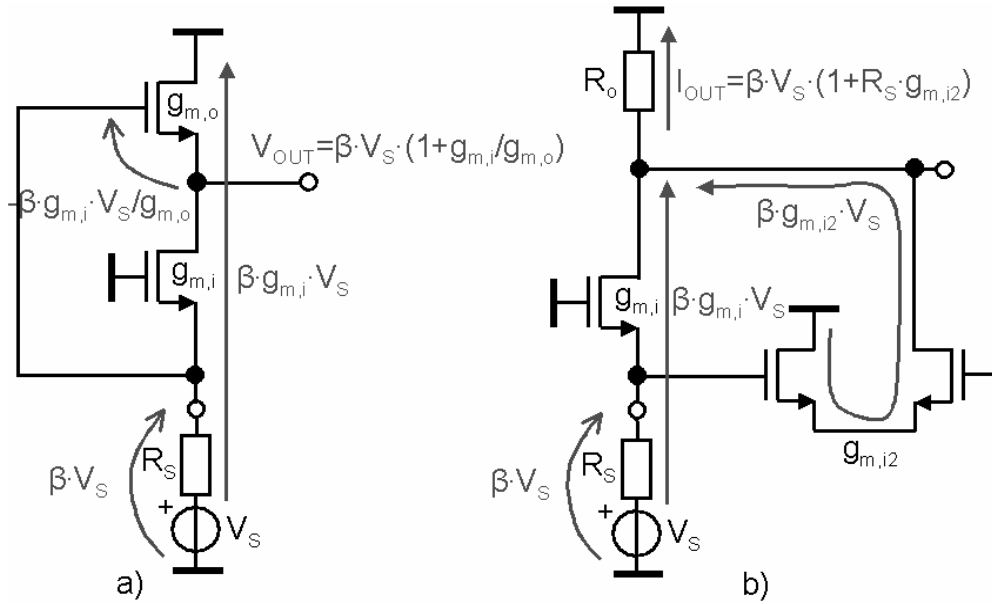 g_{m,o}
V_{OUT}=β·V_S·(1+g_{m,i}/g_{m,o})
-β·g_{m,i}·V_S/g_{m,o}
g_{m,i}
β·g_{m,i}·V_S
β·V_S
R_S
+
V_S
a)
R_o
I_{OUT}=β·V_S·(1+R_S·g_{m,i2})
β·g_{m,i2}·V_S
g_{m,i}
β·g_{m,i}·V_S
g_{m,i2}
β·V_S
R_S
+
V_S
b)